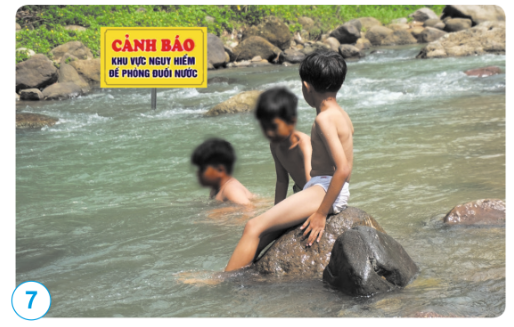 CẢNH BÁO
KHU VỰC NGUY HIỂM
ĐỀ PHÒNG ĐUỐI NƯỚC
7